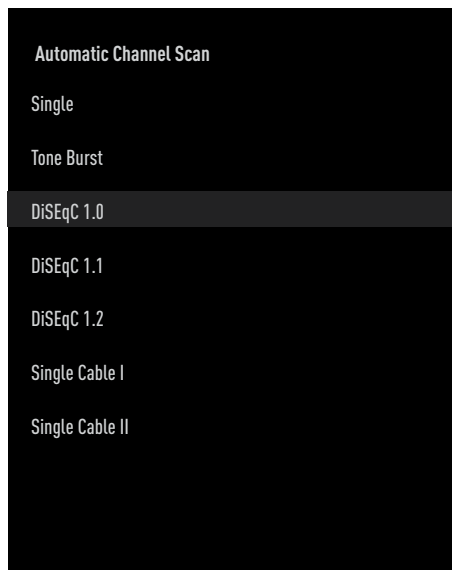 Automatic Channel Scan
Single
Tone Burst
DiSEqC 1.0
DiSEqC 1.1
DiSEqC 1.2
Single Cable I
Single Cable II